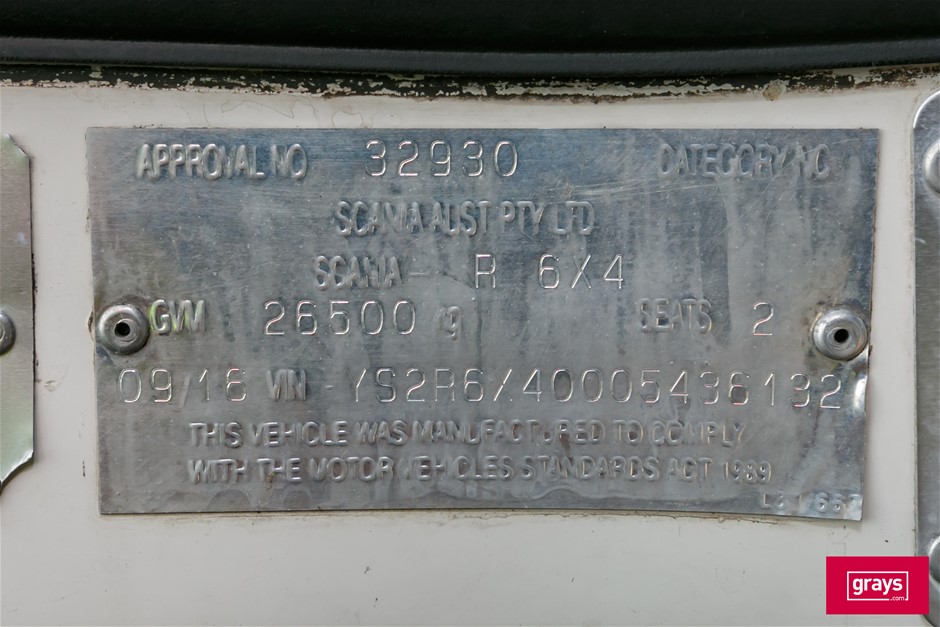 APPROVAL NO 32930 CATEGORY NC
SCANIA AUST PTY LTD
SCANIA R 6X4
GVM 26500 g SEATS 2
09/16 VIN YS2R6X40005436132
THIS VEHICLE WAS MANUFACTURED TO COMPLY
WITH THE MOTOR VEHICLES STANDARDS ACT 1989
grays
.com